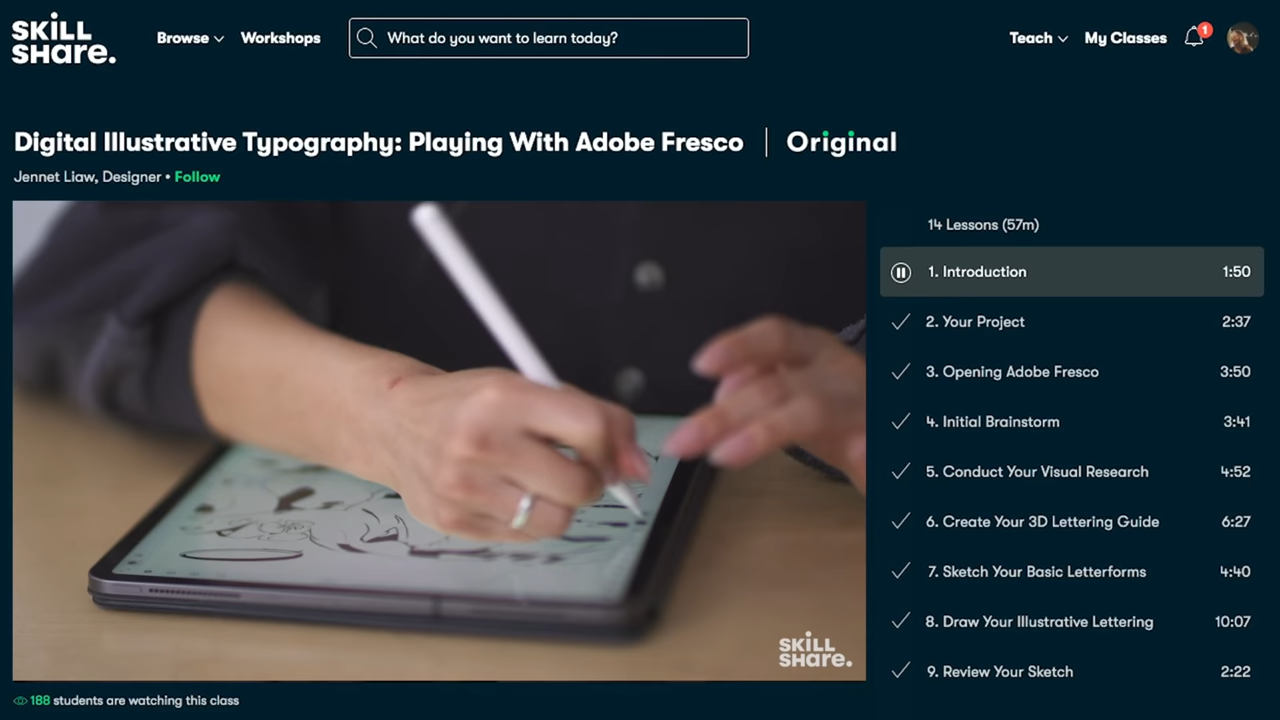 SKiLL
SHare.
Browse
Workshops
What do you want to learn today?
Teach
My Classes
1
Digital Illustrative Typography: Playing With Adobe Fresco | Original
Jennet Liaw, Designer • Follow
14 Lessons (57m)
1. Introduction 1:50
2. Your Project 2:37
3. Opening Adobe Fresco 3:50
4. Initial Brainstorm 3:41
5. Conduct Your Visual Research 4:52
6. Create Your 3D Lettering Guide 6:27
7. Sketch Your Basic Letterforms 4:40
8. Draw Your Illustrative Lettering 10:07
9. Review Your Sketch 2:22
SKiLL
SHare.
188 students are watching this class